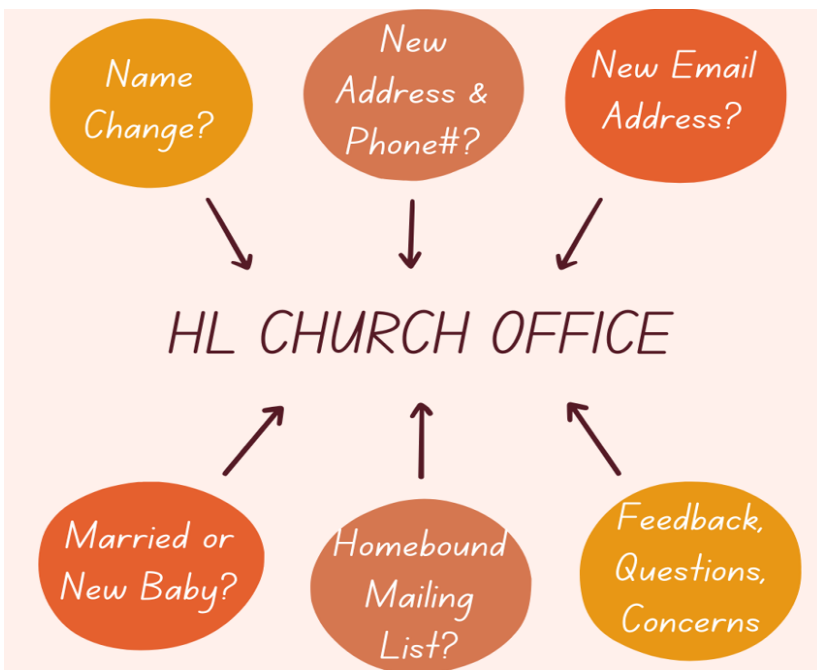 Name
Change?
New
Address &
Phone#?
New Email
Address?
HL CHURCH OFFICE
Married or
New Baby?
Homebound
Mailing
List?
Feedback,
Questions,
Concerns